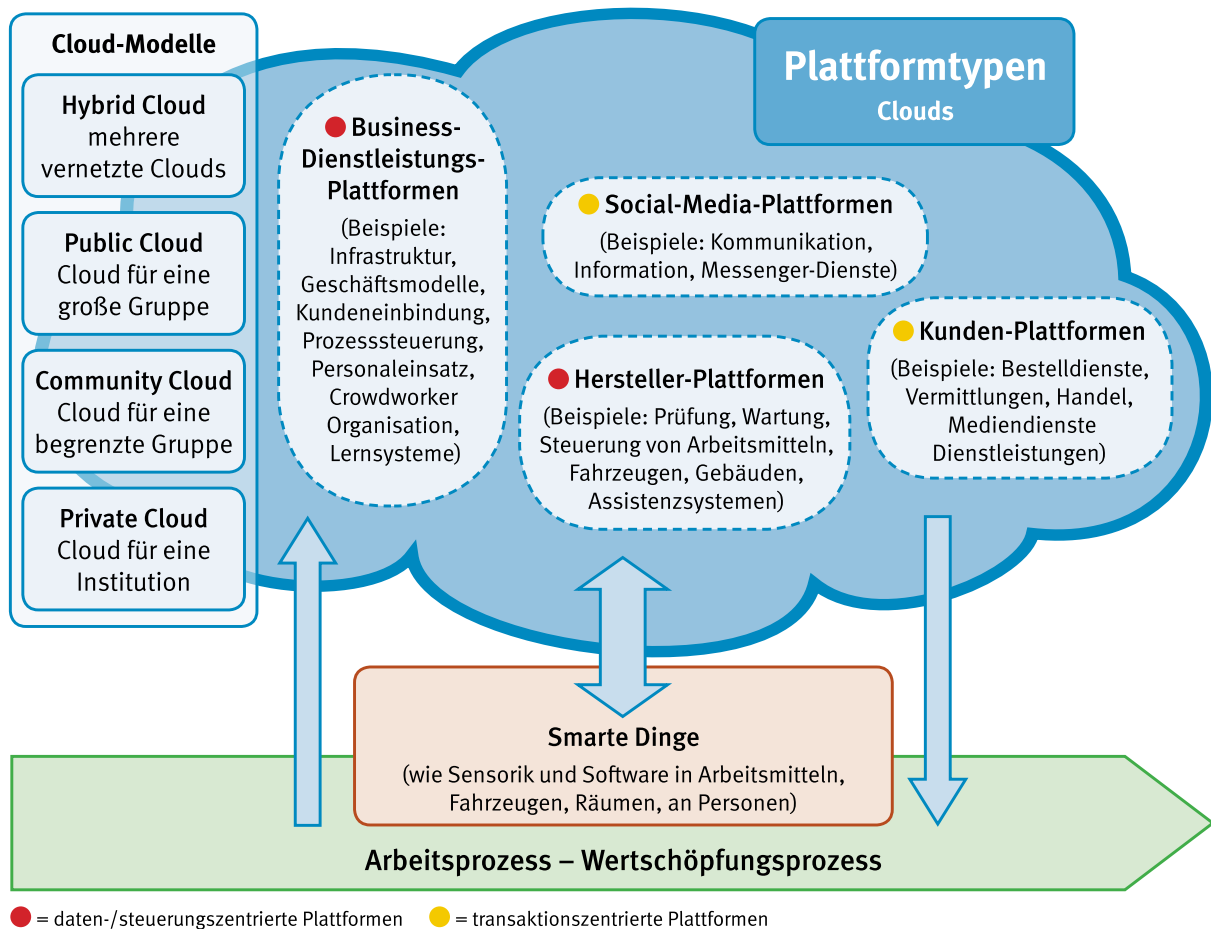 Cloud-Modelle
Hybrid Cloud
mehrere
vernetzte Clouds
Public Cloud
Cloud für eine
große Gruppe
Community Cloud
Cloud für eine
begrenzte Gruppe
Private Cloud
Cloud für eine
Institution
Plattformtypen
Clouds
Business-
Dienstleistungs-
Plattformen
(Beispiele:
Infrastruktur,
Geschäftsmodelle,
Kundeneinbindung,
Prozesssteuerung,
Personaleinsatz,
Crowdworker
Organisation,
Lernsysteme)
Social-Media-Plattformen
(Beispiele: Kommunikation,
Information, Messenger-Dienste)
Hersteller-Plattformen
(Beispiele: Prüfung, Wartung,
Steuerung von Arbeitsmitteln,
Fahrzeugen, Gebäuden,
Assistenzsystemen)
Kunden-Plattformen
(Beispiele: Bestelldienste,
Vermittlungen, Handel,
Mediendienste
Dienstleistungen)
Smarte Dinge
(wie Sensorik und Software in Arbeitsmitteln,
Fahrzeugen, Räumen, an Personen)
Arbeitsprozess – Wertschöpfungsprozess
= daten-/steuerungszentrierte Plattformen
= transaktionszentrierte Plattformen